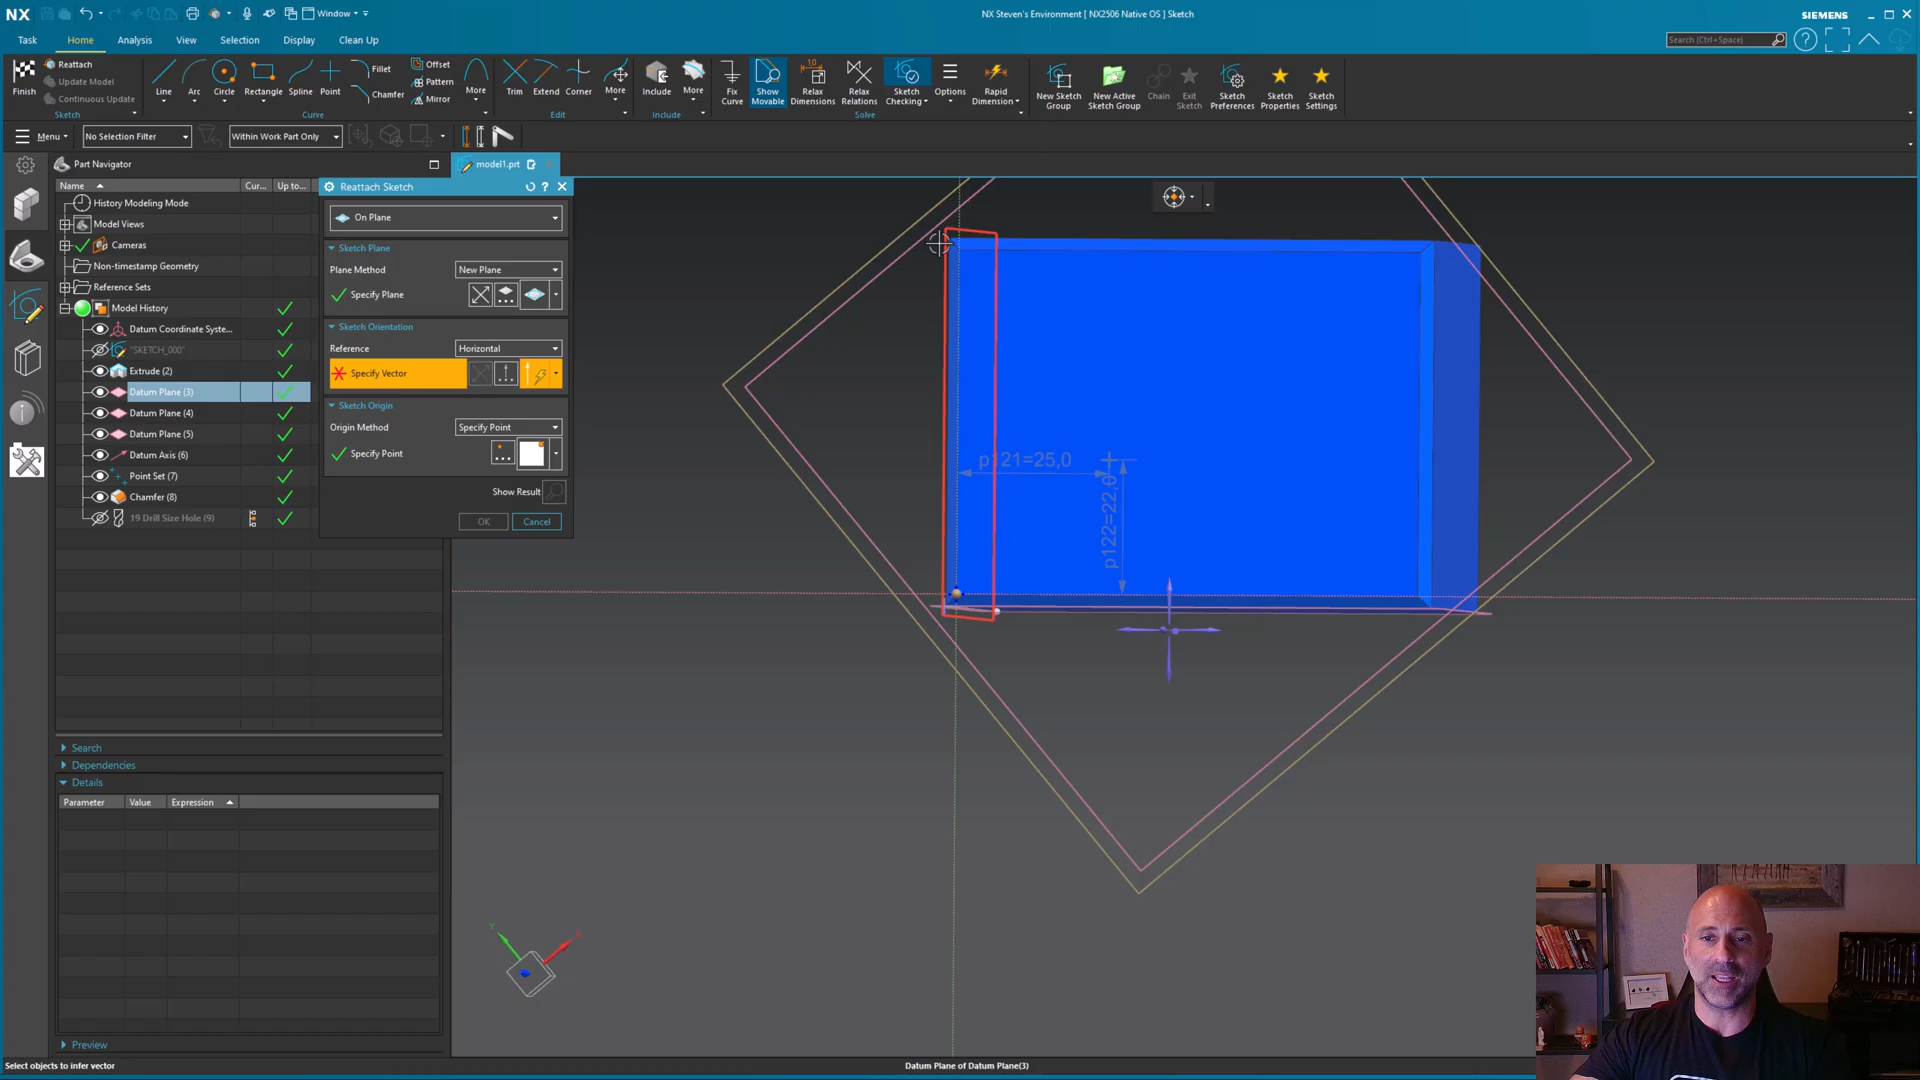 NX
Window
NX Steven's Environment [ NX2506 Native OS ] Sketch
SIEMENS
Task
Home
Analysis
View
Selection
Display
Clean Up
Search (Ctrl+Space)
Finish
Reattach
Update Model
Continuous Update
Sketch
Line
Arc
Circle
Rectangle
Spline
Point
Fillet
Chamfer
Offset
Pattern
Mirror
More
Curve
Trim
Extend
Corner
More
Edit
Include
More
Include
Fix Curve
Show Movable
Relax Dimensions
Relax Relations
Sketch Checking
Options
Rapid Dimension
Solve
New Sketch Group
New Active Sketch Group
Chain
Exit Sketch
Sketch Preferences
Sketch Properties
Sketch Settings
Menu
No Selection Filter
Within Work Part Only
Part Navigator
model1.prt
Name
Cur...
Up to...
History Modeling Mode
Model Views
Cameras
Non-timestamp Geometry
Reference Sets
Model History
Datum Coordinate Syste...
"SKETCH_000"
Extrude (2)
Datum Plane (3)
Datum Plane (4)
Datum Plane (5)
Datum Axis (6)
Point Set (7)
Chamfer (8)
19 Drill Size Hole (9)
Reattach Sketch
On Plane
Sketch Plane
Plane Method
New Plane
Specify Plane
Sketch Orientation
Reference
Horizontal
Specify Vector
Sketch Origin
Origin Method
Specify Point
Specify Point
Show Result
OK
Cancel
p121=25,0
p122=22,0
Y
X
Search
Dependencies
Details
Parameter
Value
Expression
Preview
Select objects to infer vector
Datum Plane of Datum Plane(3)